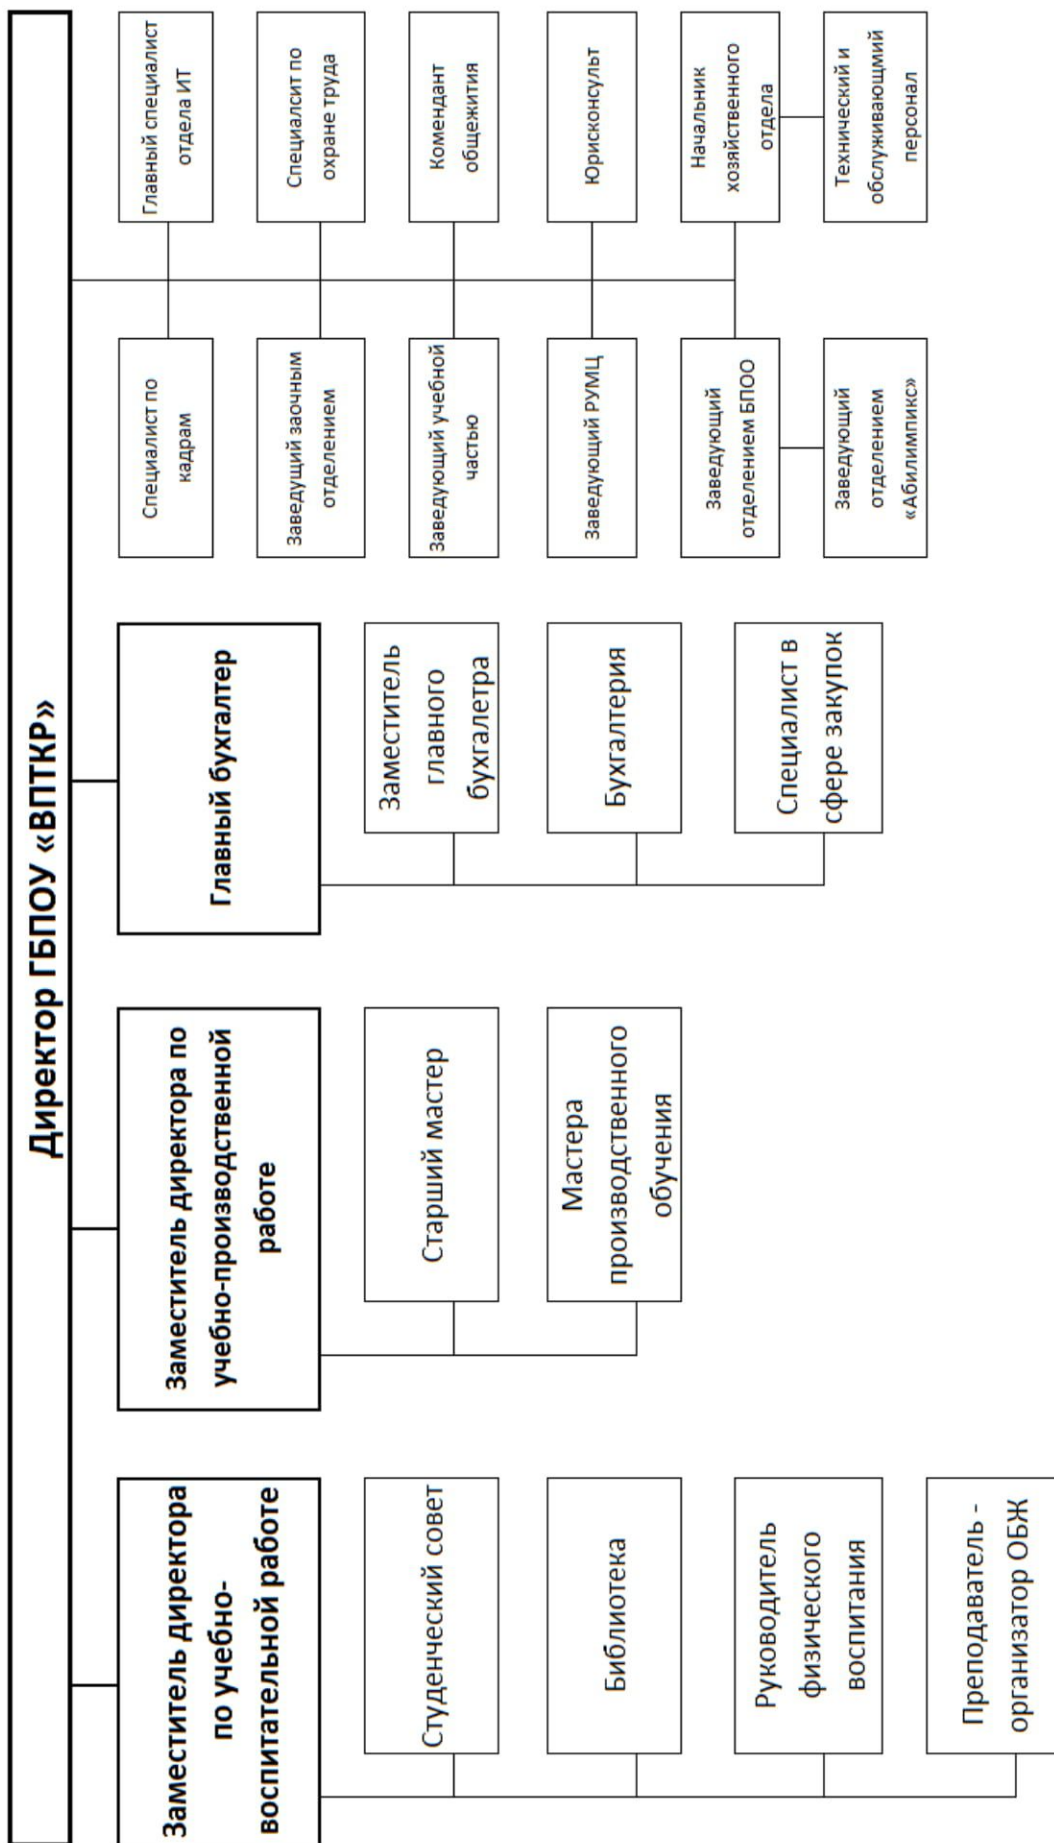 Директор ГБПОУ «ВПТКР»
Заместитель директора
по учебно-
воспитательной работе
Студенческий совет
Библиотека
Руководитель
физического
воспитания
Преподаватель -
организатор ОБЖ
Заместитель директора по
учебно-производственной
работе
Старший мастер
Мастера
производственного
обучения
Главный бухгалтер
Заместитель
главного
бухгалетра
Бухгалтерия
Специалист в
сфере закупок
Специалист по
кадрам
Заведущий заочным
отделением
Заведующий учебной
частью
Заведующий РУМЦ
Заведующий
отделением БПОО
Заведующий
отделением
«Абилимпикс»
Главный специалист
отдела ИТ
Специалсит по
охране труда
Комендант
общежития
Юрисконсульт
Начальник
хозяйственного
отдела
Технический и
обслуживающмий
персонал